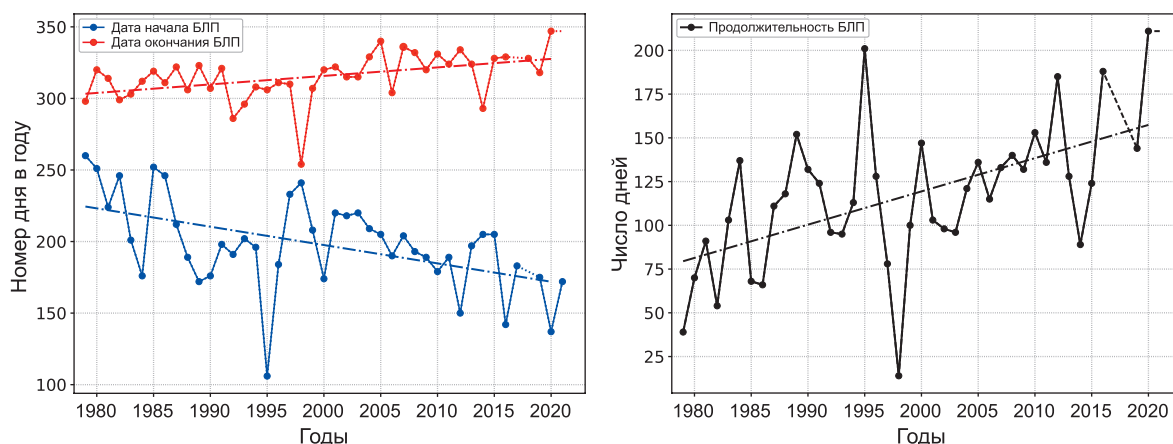 Дата начала БЛП
Дата окончания БЛП
350
300
250
200
150
100
1980 1985 1990 1995 2000 2005 2010 2015 2020
Номер дня в году
Годы
Продолжительность БЛП
200
175
150
125
100
75
50
25
1980 1985 1990 1995 2000 2005 2010 2015 2020
Число дней
Годы